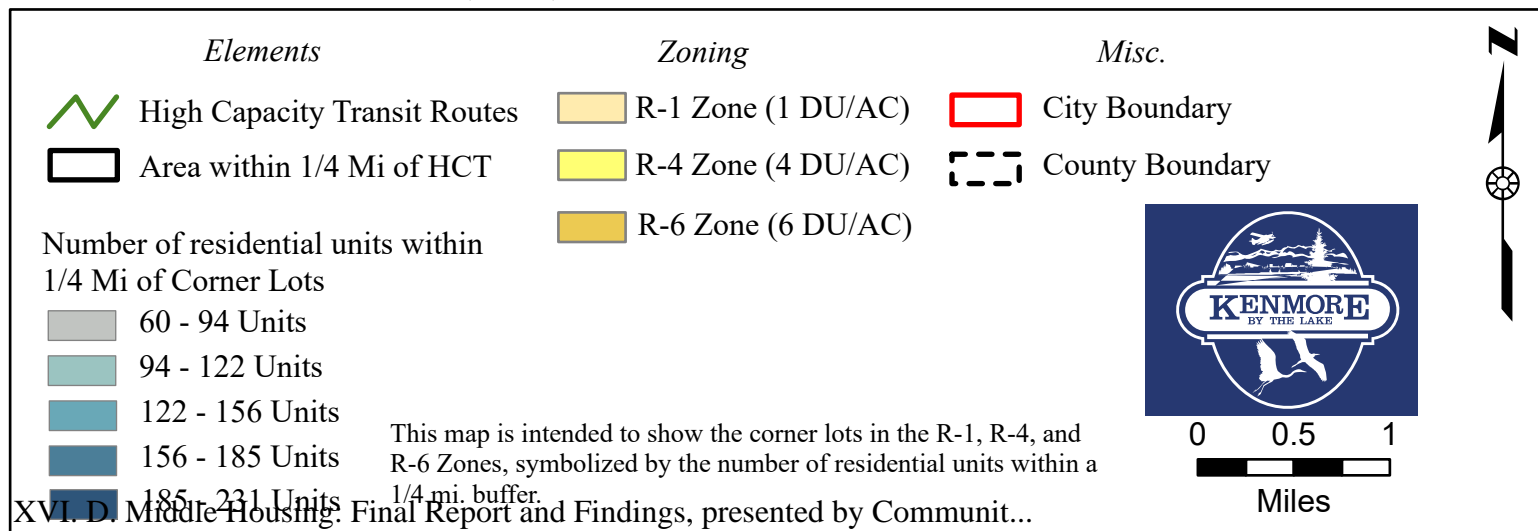 Elements
High Capacity Transit Routes
Area within 1/4 Mi of HCT
Number of residential units within
1/4 Mi of Corner Lots
60 - 94 Units
94 - 122 Units
122 - 156 Units
156 - 185 Units
185 - 231 Units
Zoning
R-1 Zone (1 DU/AC)
R-4 Zone (4 DU/AC)
R-6 Zone (6 DU/AC)
This map is intended to show the corner lots in the R-1, R-4, and
R-6 Zones, symbolized by the number of residential units within a
1/4 mi. buffer.
Misc.
City Boundary
County Boundary
N
KENMORE
BY THE LAKE
0 0.5 1
Miles
XVI. D. Middle Housing: Final Report and Findings, presented by Communit...